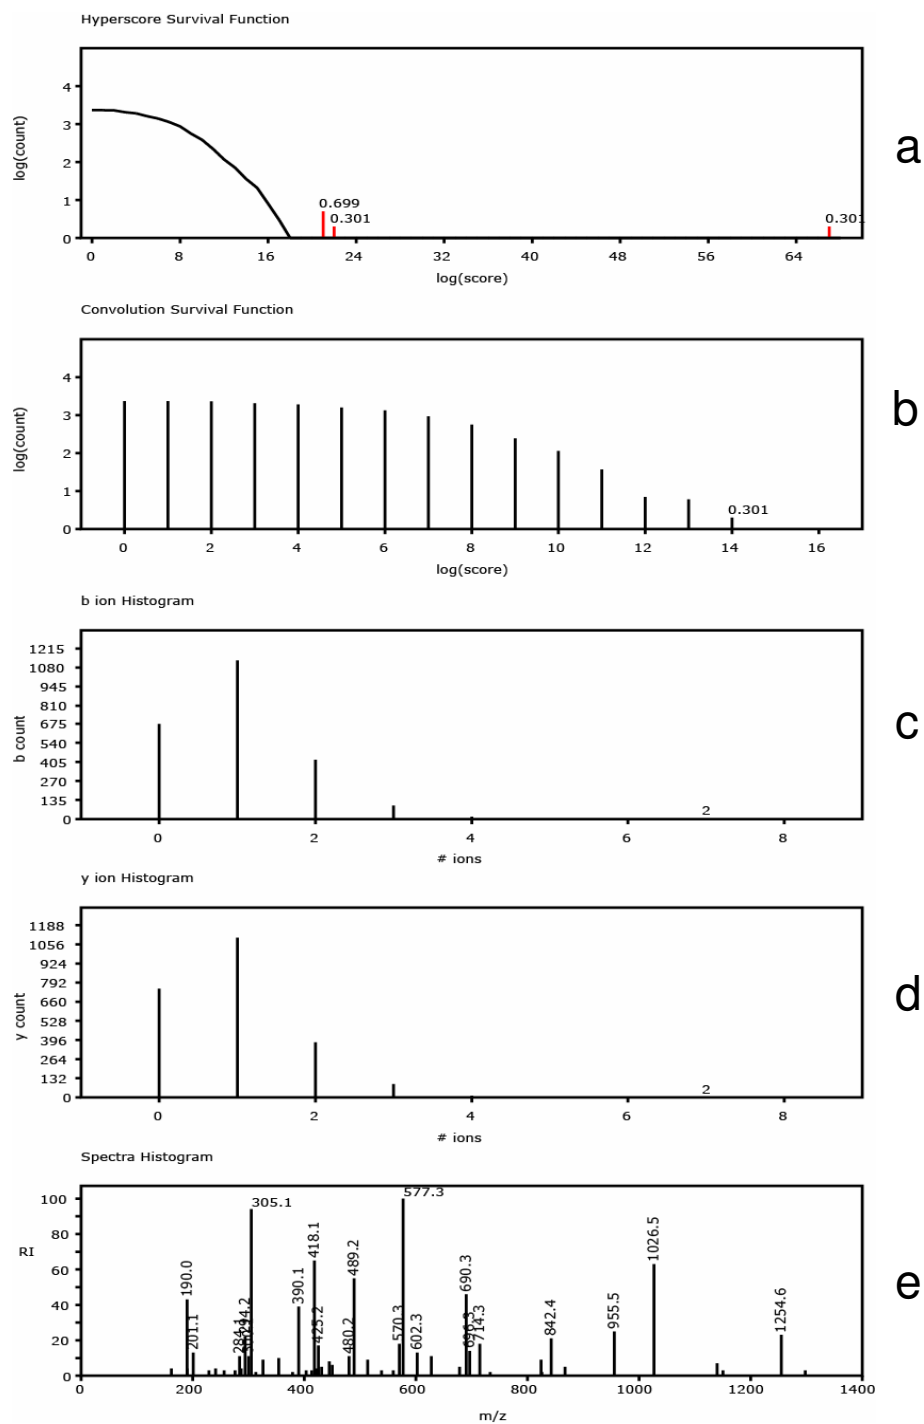 Hyperscore Survival Function
log(count)
4
3
2
1
0
0.699
0.301
0.301
0 8 16 24 32 40 48 56 64
log(score)
a
Convolution Survival Function
log(count)
4
3
2
1
0
0.301
0 2 4 6 8 10 12 14 16
log(score)
b
b ion Histogram
b count
1215
1080
945
810
675
540
405
270
135
0
2
0 2 4 6 8
# ions
c
y ion Histogram
y count
1188
1056
924
792
660
528
396
264
132
0
2
0 2 4 6 8
# ions
d
Spectra Histogram
RI
100
80
60
40
20
0
190.0
201.1
294.2
305.1
390.1
418.1
425.2
480.2
489.2
570.3
577.3
602.3
690.3
696.3
714.3
842.4
955.5
1026.5
1254.6
0 200 400 600 800 1000 1200 1400
m/z
e